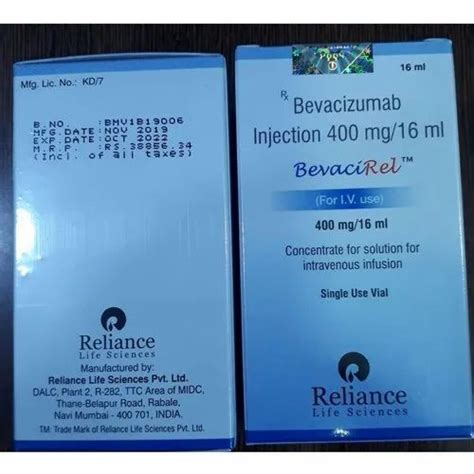 Mfg. Lic. No.: KD/7
B.NO. : BMV1B19006
MFG.DATE: NOV 2019
EXP.DATE: OCT 2022
M.R.P. : RS.38856.34
(Incl. of all taxes)
Reliance
Life Sciences
Manufactured by:
Reliance Life Sciences Pvt. Ltd.
DALC, Plant 2, R-282, TTC Area of MIDC,
Thane-Belapur Road, Rabale,
Navi Mumbai - 400 701, INDIA.
TM: Trade Mark of Reliance Life Sciences Pvt. Ltd.
16 ml
Rx Bevacizumab
Injection 400 mg/16 ml
BevaciRel™
(For I.V. use)
400 mg/16 ml
Concentrate for solution for
intravenous infusion
Single Use Vial
Reliance
Life Sciences